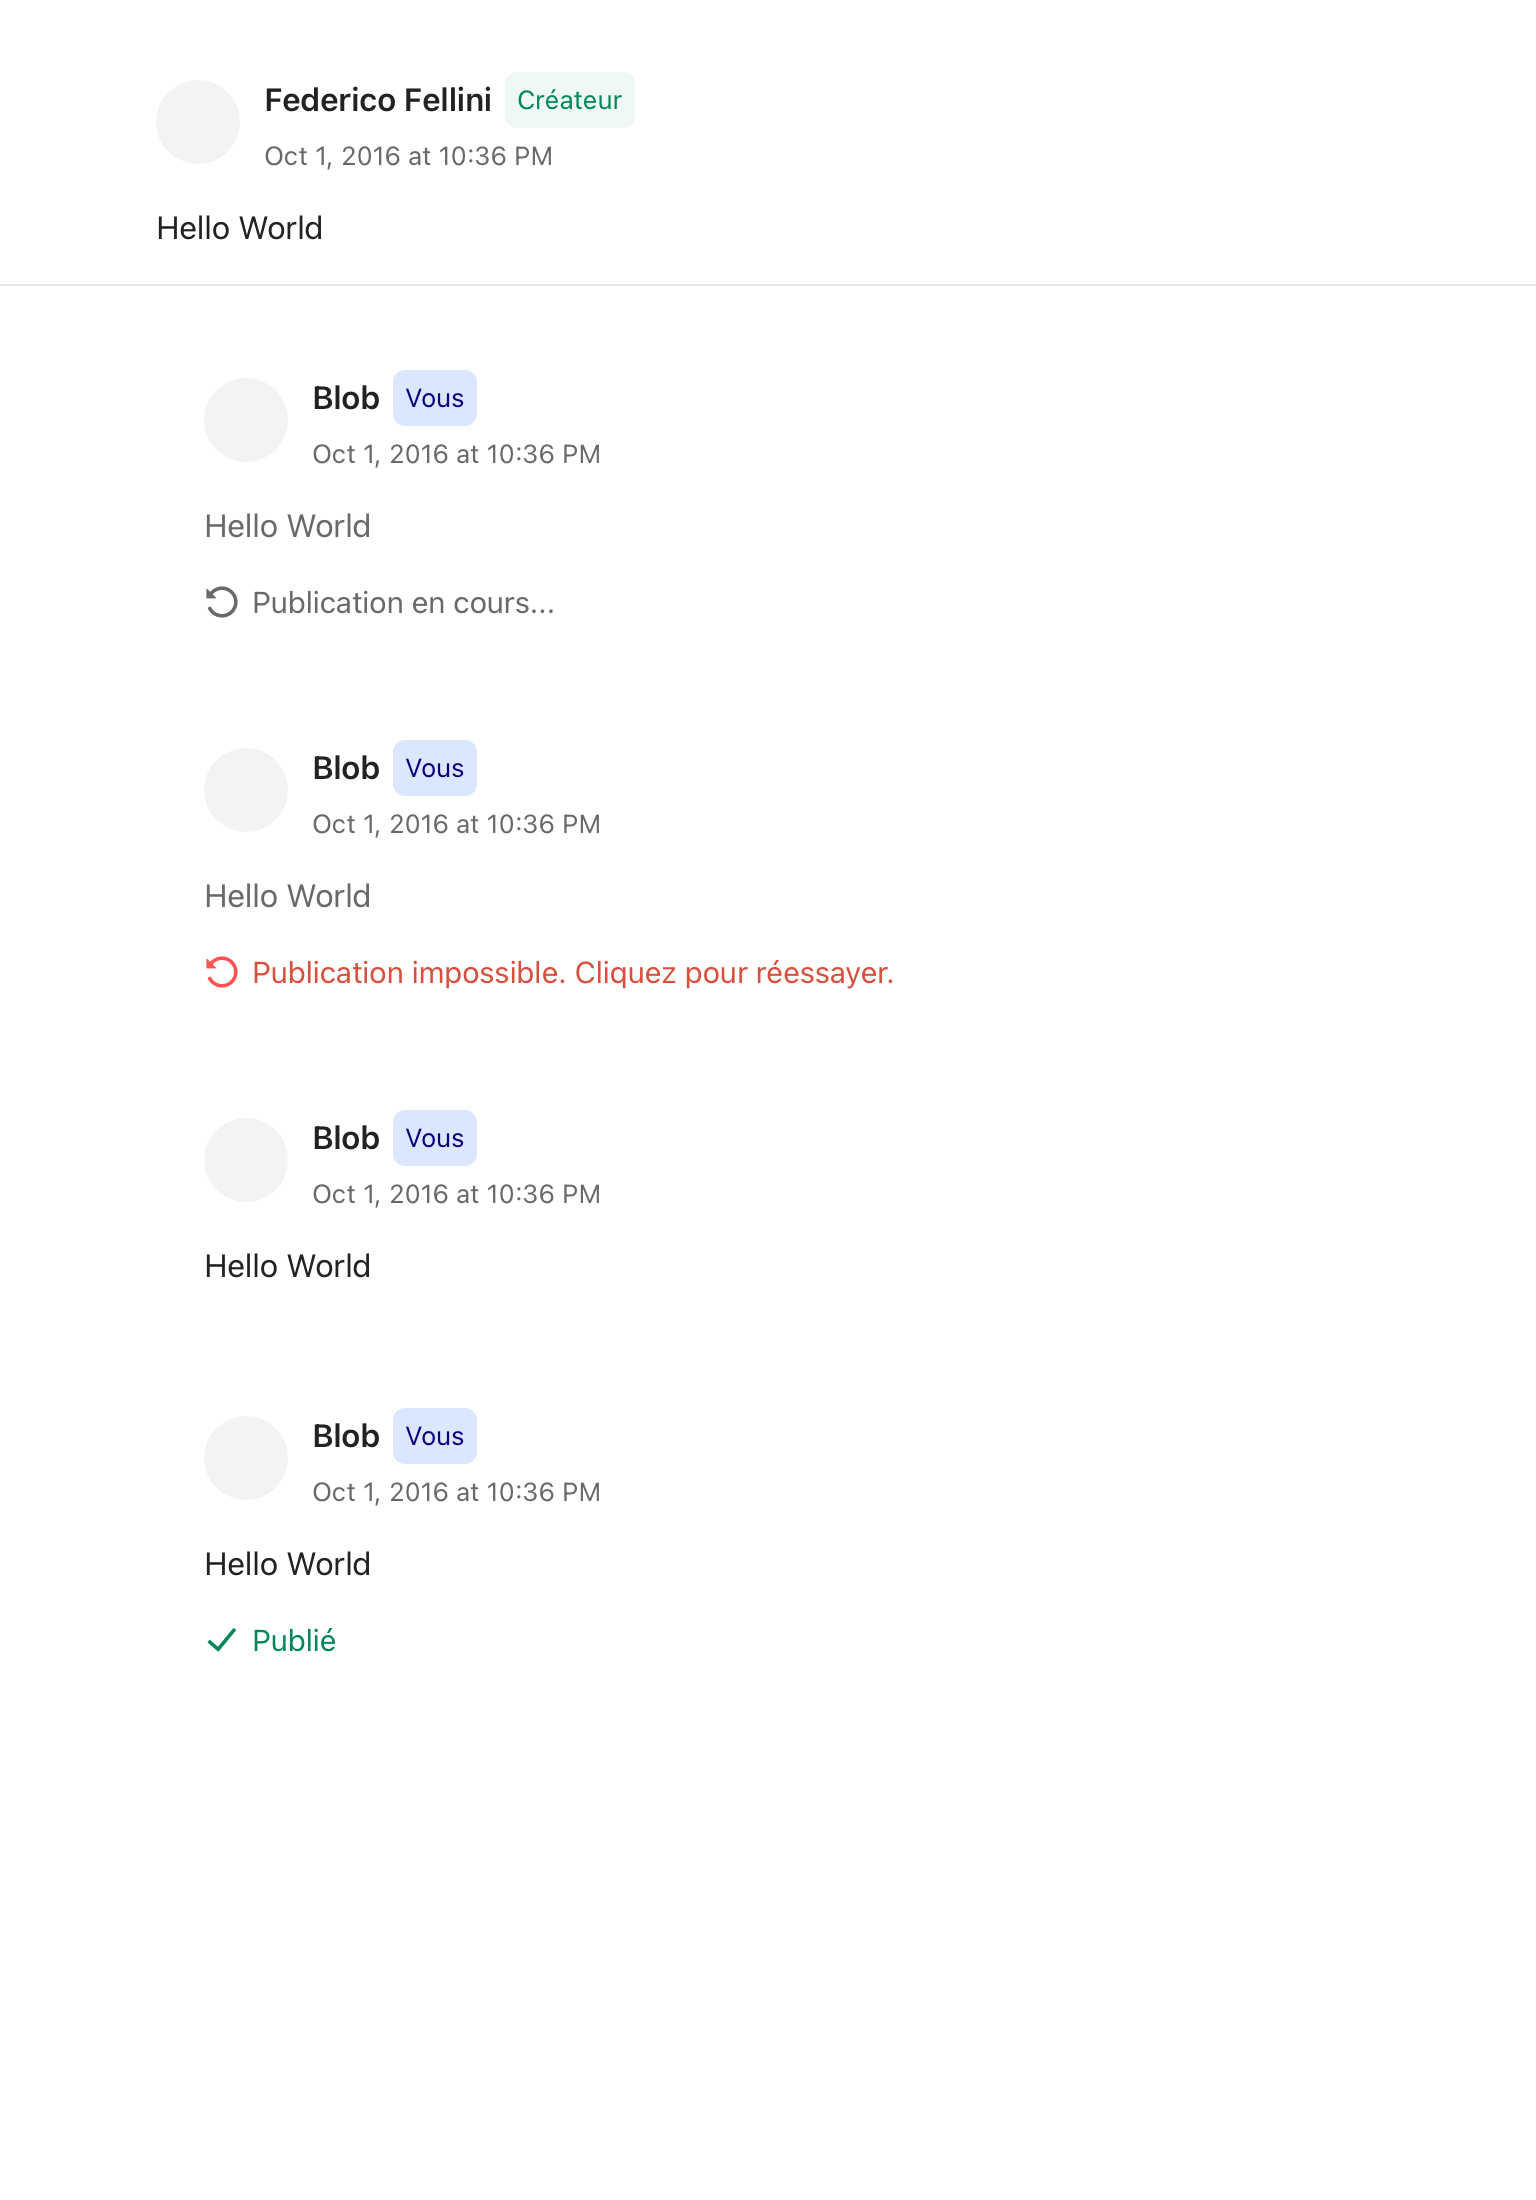 Federico Fellini Créateur
Oct 1, 2016 at 10:36 PM
Hello World
Blob Vous
Oct 1, 2016 at 10:36 PM
Hello World
Publication en cours...
Blob Vous
Oct 1, 2016 at 10:36 PM
Hello World
Publication impossible. Cliquez pour réessayer.
Blob Vous
Oct 1, 2016 at 10:36 PM
Hello World
Blob Vous
Oct 1, 2016 at 10:36 PM
Hello World
Publié